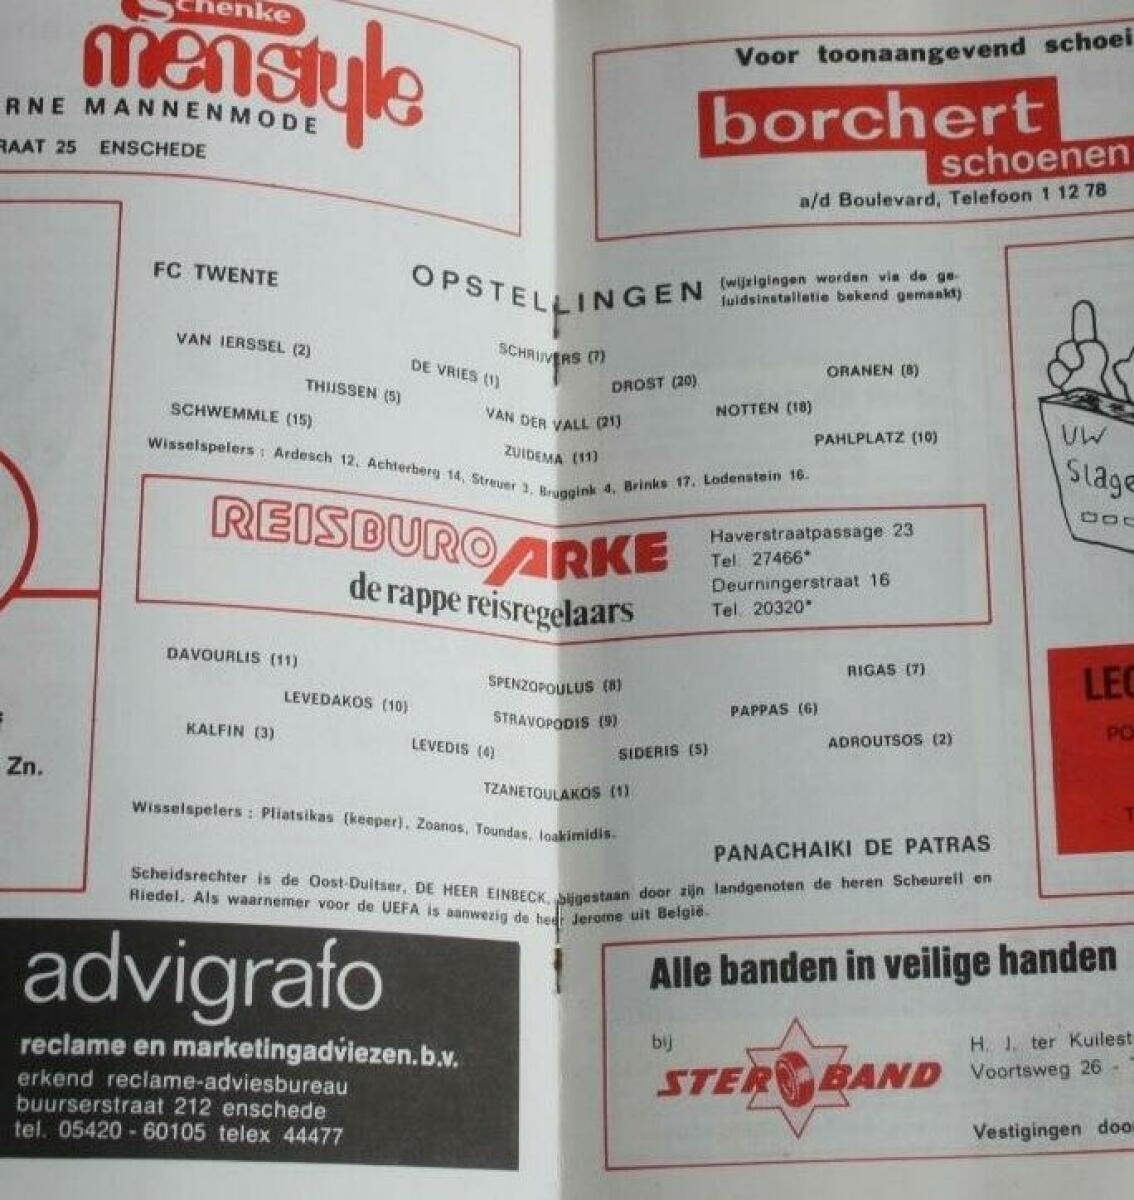 Schenke
menstyle
RNE MANNENMODE
RAAT 25 ENSCHEDE
Voor toonaangevend schoei
borchert
schoenen
a/d Boulevard, Telefoon 1 12 78
FC TWENTE
OPSTELLINGEN
(wijzigingen worden via de ge-
luidsinstallatie bekend gemaakt)
SCHRIJVERS (7)
VAN IERSSEL (2)
DE VRIES (1)
DROST (20)
ORANEN (8)
THIJSSEN (5)
VAN DER VALL (21)
NOTTEN (18)
SCHWEMMLE (15)
ZUIDEMA (11)
PAHLPLATZ (10)
Wisselspelers : Ardesch 12, Achterberg 14, Streuer 3, Bruggink 4, Brinks 17, Lodenstein 16.
REISBURO ARKE
de rappe reisregelaars
Haverstraatpassage 23
Tel. 27466*
Deurningerstraat 16
Tel. 20320*
UW
Slage
DAVOURLIS (11)
SPENZOPOULUS (8)
RIGAS (7)
LEVEDAKOS (10)
STRAVOPODIS (9)
PAPPAS (6)
KALFIN (3)
LEVEDIS (4)
SIDERIS (5)
ADROUTSOS (2)
TZANETOULAKOS (1)
Wisselspelers : Pliatsikas (keeper), Zoanos, Toundas, Ioakimidis.
PANACHAIKI DE PATRAS
Scheidsrechter is de Oost-Duitser, DE HEER EINBECK, bijgestaan door zijn landgenoten de heren Scheurell en
Riedel. Als waarnemer voor de UEFA is aanwezig de heer Jerome uit België.
Zn.
LEO
PO
T
advigrafo
reclame en marketingadviezen.b.v.
erkend reclame-adviesbureau
buurserstraat 212 enschede
tel. 05420 - 60105 telex 44477
Alle banden in veilige handen
bij
STER BAND
H. J. ter Kuilest
Voortsweg 26 -
Vestigingen doo